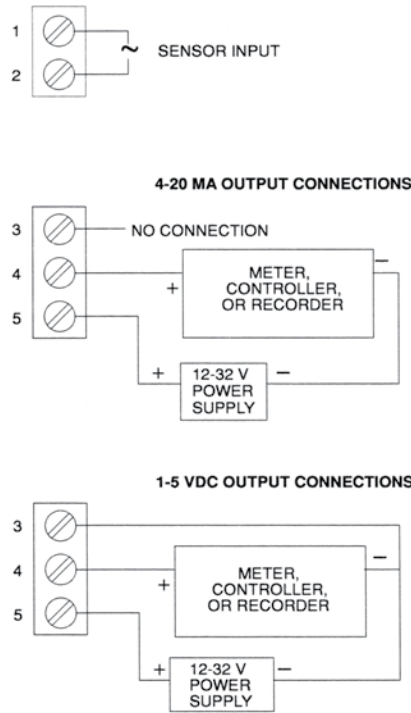 1
2
~
SENSOR INPUT
4-20 MA OUTPUT CONNECTIONS
3
NO CONNECTION
4
+
METER,
CONTROLLER,
OR RECORDER
−
5
+
12-32 V
POWER
SUPPLY
−
1-5 VDC OUTPUT CONNECTIONS
3
4
+
METER,
CONTROLLER,
OR RECORDER
−
5
+
12-32 V
POWER
SUPPLY
−